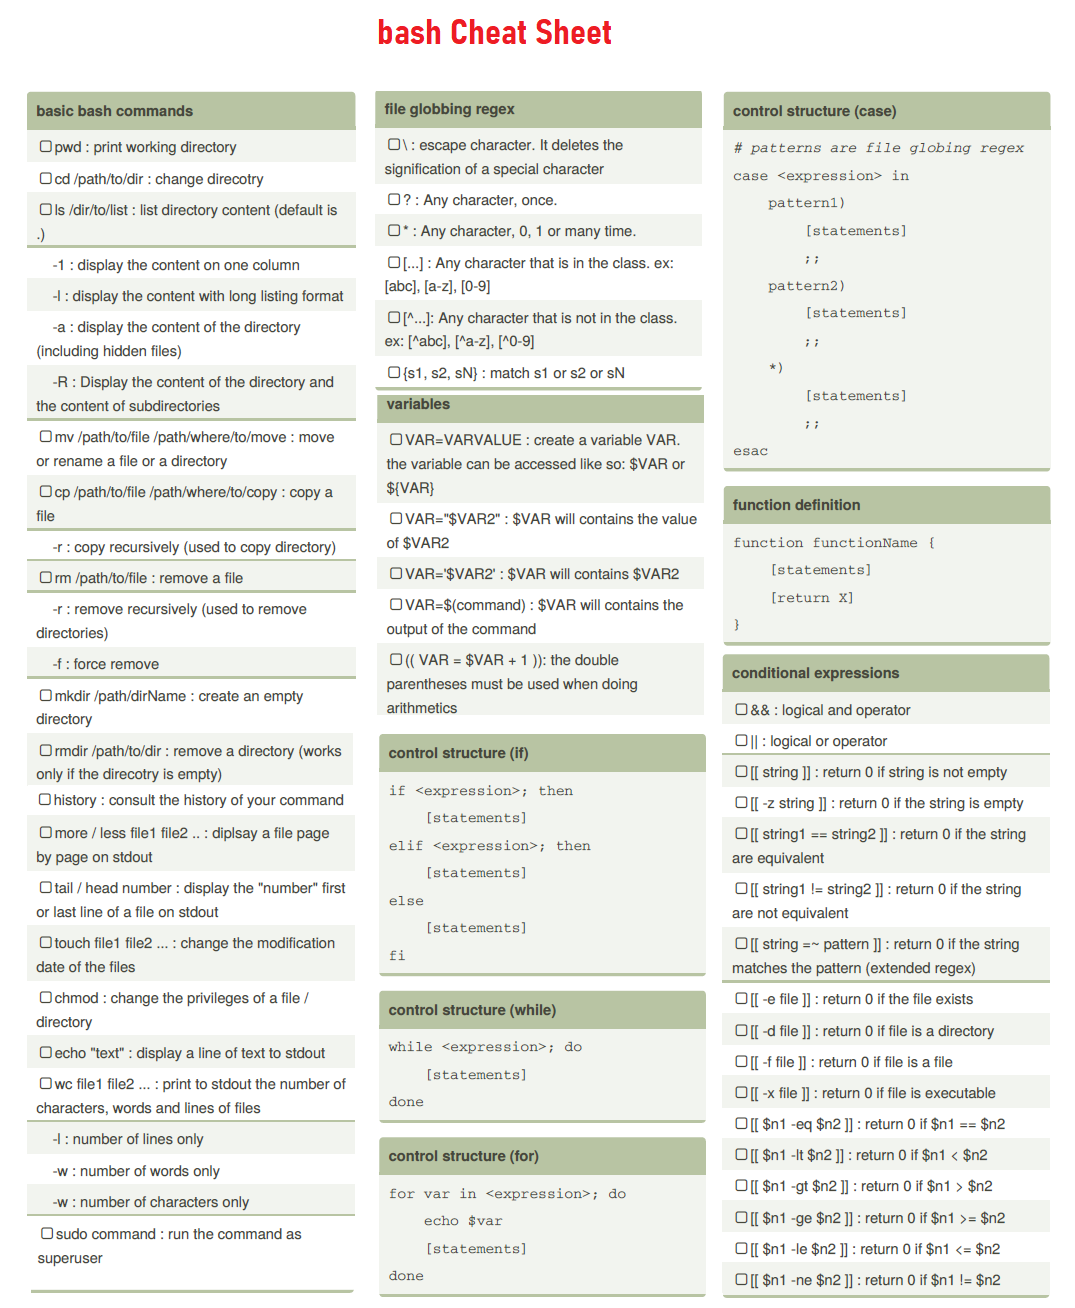 bash Cheat Sheet
basic bash commands
pwd : print working directory
cd /path/to/dir : change direcotry
ls /dir/to/list : list directory content (default is
.)
-1 : display the content on one column
-l : display the content with long listing format
-a : display the content of the directory
(including hidden files)
-R : Display the content of the directory and
the content of subdirectories
mv /path/to/file /path/where/to/move : move
or rename a file or a directory
cp /path/to/file /path/where/to/copy : copy a
file
-r : copy recursively (used to copy directory)
rm /path/to/file : remove a file
-r : remove recursively (used to remove
directories)
-f : force remove
mkdir /path/dirName : create an empty
directory
rmdir /path/to/dir : remove a directory (works
only if the direcotry is empty)
history : consult the history of your command
more / less file1 file2 .. : diplsay a file page
by page on stdout
tail / head number : display the "number" first
or last line of a file on stdout
touch file1 file2 ... : change the modification
date of the files
chmod : change the privileges of a file /
directory
echo "text" : display a line of text to stdout
wc file1 file2 ... : print to stdout the number of
characters, words and lines of files
-l : number of lines only
-w : number of words only
-w : number of characters only
sudo command : run the command as
superuser
file globbing regex
\ : escape character. It deletes the
signification of a special character
? : Any character, once.
* : Any character, 0, 1 or many time.
[...] : Any character that is in the class. ex:
[abc], [a-z], [0-9]
[^...]: Any character that is not in the class.
ex: [^abc], [^a-z], [^0-9]
{s1, s2, sN} : match s1 or s2 or sN
variables
VAR=VARVALUE : create a variable VAR.
the variable can be accessed like so: $VAR or
${VAR}
VAR="$VAR2" : $VAR will contains the value
of $VAR2
VAR='$VAR2' : $VAR will contains $VAR2
VAR=$(command) : $VAR will contains the
output of the command
(( VAR = $VAR + 1 )): the double
parentheses must be used when doing
arithmetics
control structure (if)
if <expression>; then
[statements]
elif <expression>; then
[statements]
else
[statements]
fi
control structure (while)
while <expression>; do
[statements]
done
control structure (for)
for var in <expression>; do
echo $var
[statements]
done
control structure (case)
# patterns are file globing regex
case <expression> in
pattern1)
[statements]
;;
pattern2)
[statements]
;;
*)
[statements]
;;
esac
function definition
function functionName {
[statements]
[return X]
}
conditional expressions
&& : logical and operator
|| : logical or operator
[[ string ]] : return 0 if string is not empty
[[ -z string ]] : return 0 if the string is empty
[[ string1 == string2 ]] : return 0 if the string
are equivalent
[[ string1 != string2 ]] : return 0 if the string
are not equivalent
[[ string =~ pattern ]] : return 0 if the string
matches the pattern (extended regex)
[[ -e file ]] : return 0 if the file exists
[[ -d file ]] : return 0 if file is a directory
[[ -f file ]] : return 0 if file is a file
[[ -x file ]] : return 0 if file is executable
[[ $n1 -eq $n2 ]] : return 0 if $n1 == $n2
[[ $n1 -lt $n2 ]] : return 0 if $n1 < $n2
[[ $n1 -gt $n2 ]] : return 0 if $n1 > $n2
[[ $n1 -ge $n2 ]] : return 0 if $n1 >= $n2
[[ $n1 -le $n2 ]] : return 0 if $n1 <= $n2
[[ $n1 -ne $n2 ]] : return 0 if $n1 != $n2